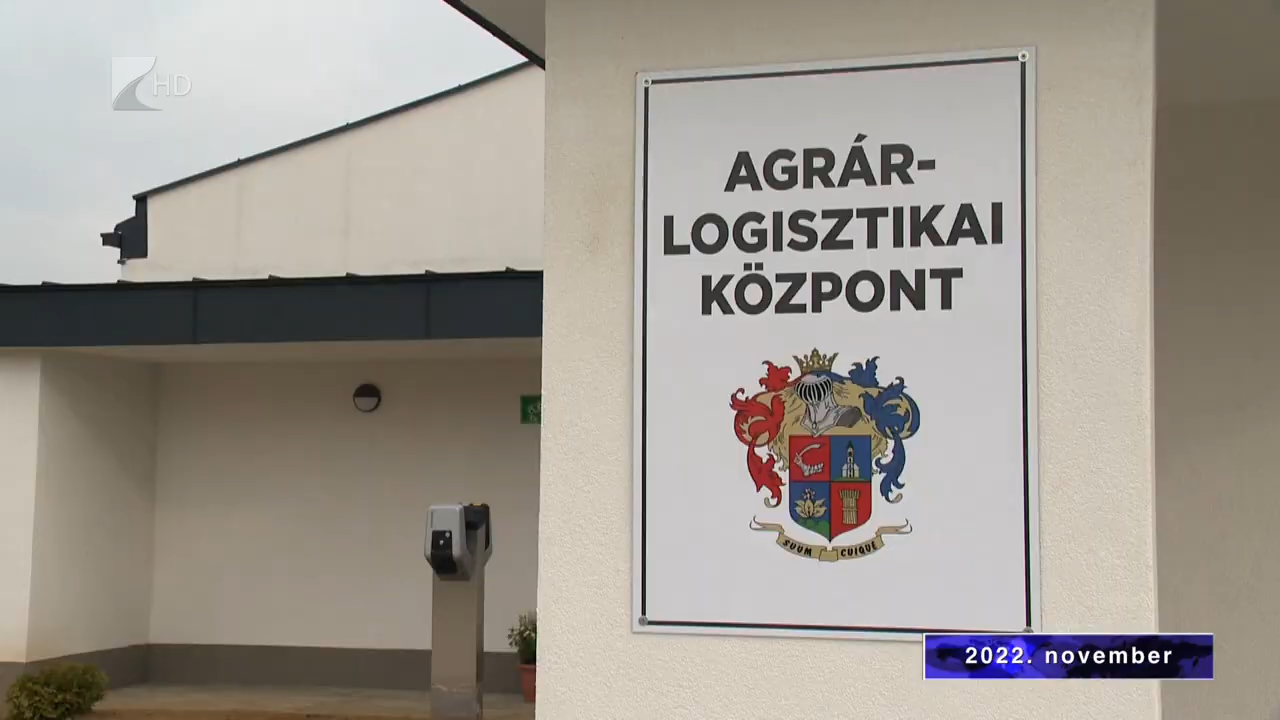 HD
AGRÁR-
LOGISZTIKAI
KÖZPONT
SUUM CUIQUE
2022. november